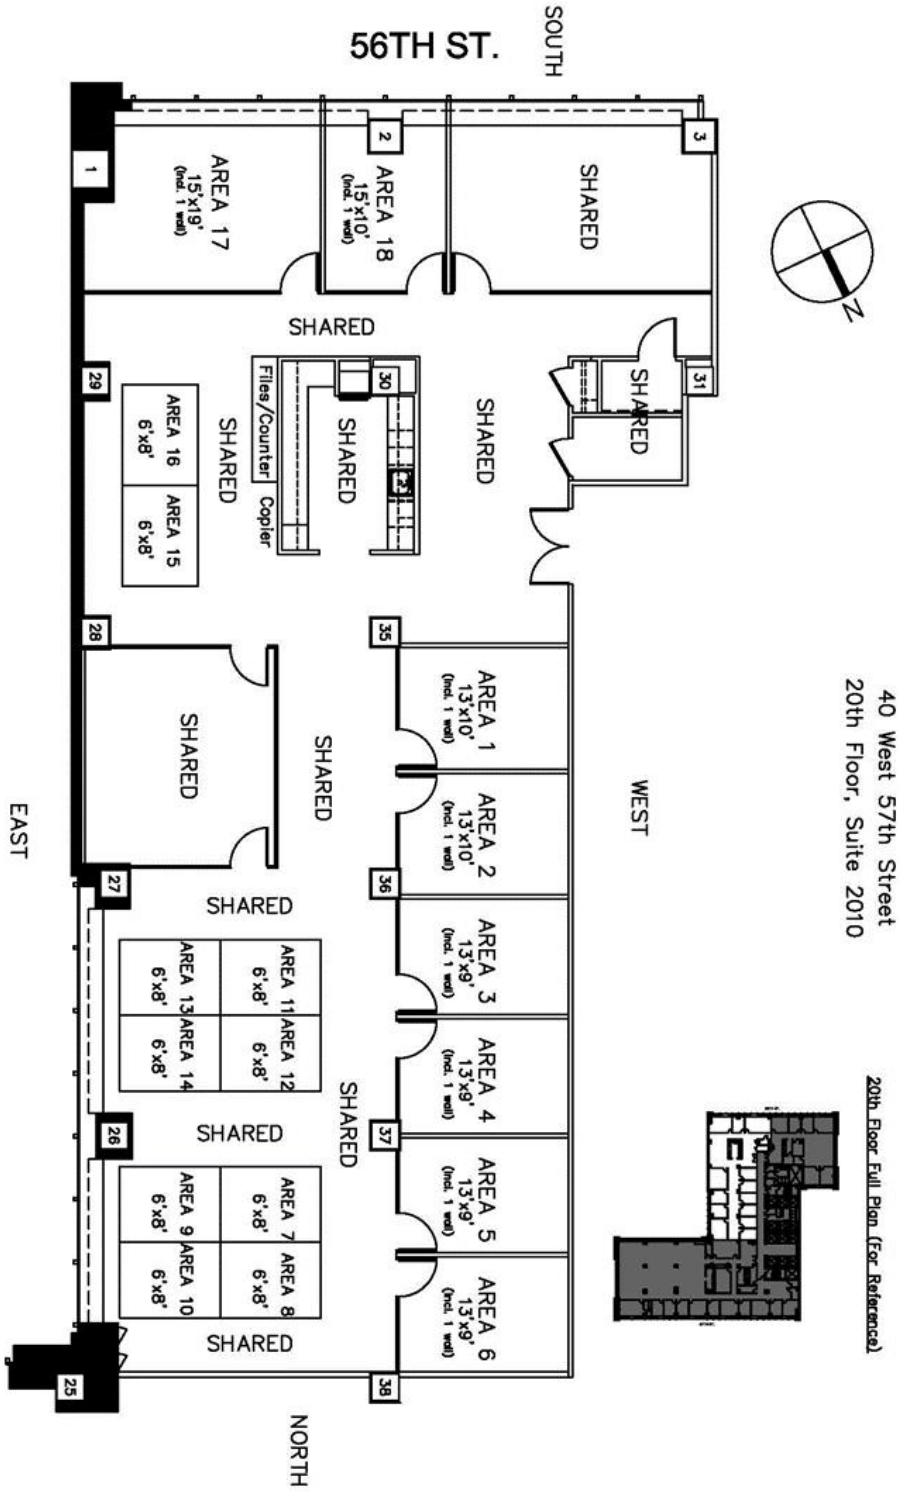 56TH ST.
SOUTH
1
2
3
AREA 17
15'x19'
(Incl. 1 wall)
AREA 18
15'x10'
(Incl. 1 wall)
SHARED
N
SHARED
29
30
31
Files/Counter
Copier
SHARED
SHARED
SHARED
SHARED
AREA 16
6'x8'
AREA 15
6'x8'
28
35
SHARED
SHARED
AREA 1
13'x10'
(Incl. 1 wall)
AREA 2
13'x10'
(Incl. 1 wall)
WEST
EAST
40 West 57th Street
20th Floor, Suite 2010
27
36
SHARED
AREA 3
13'x9'
(Incl. 1 wall)
AREA 13
6'x8'
AREA 11
6'x8'
AREA 14
6'x8'
AREA 12
6'x8'
AREA 4
13'x9'
(Incl. 1 wall)
26
37
SHARED
SHARED
AREA 5
13'x9'
(Incl. 1 wall)
AREA 9
6'x8'
AREA 7
6'x8'
AREA 10
6'x8'
AREA 8
6'x8'
AREA 6
13'x9'
(Incl. 1 wall)
SHARED
25
38
NORTH
20th Floor Full Plan (For Reference)